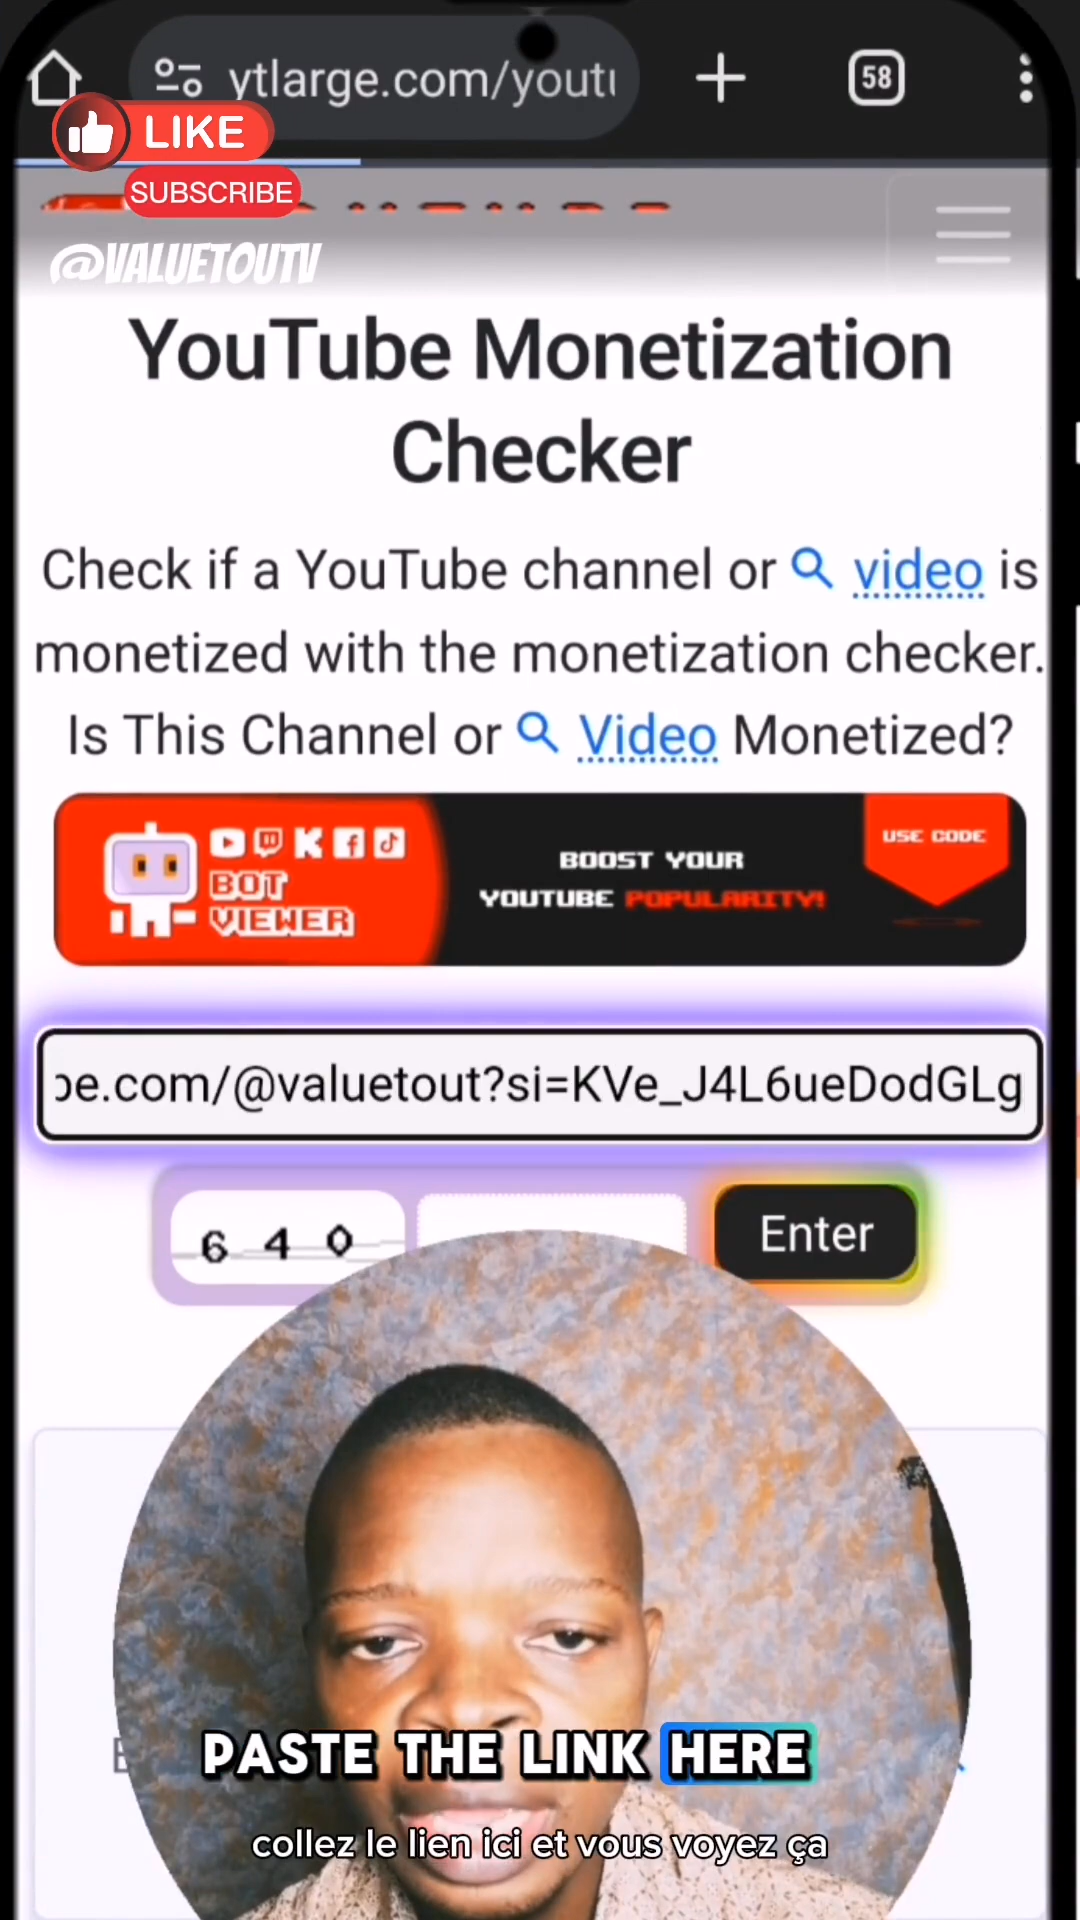 ytlarge.com/yout
58
LIKE
SUBSCRIBE
@VALUETOUTV
YouTube Monetization
Checker
Check if a YouTube channel or video is
monetized with the monetization checker.
Is This Channel or Video Monetized?
BOT
VIEWER
BOOST YOUR
YOUTUBE POPULARITY!
USE CODE
be.com/@valuetout?si=KVe_J4L6ueDodGLg
6 4 0
Enter
PASTE THE LINK HERE
collez le lien ici et vous voyez ça